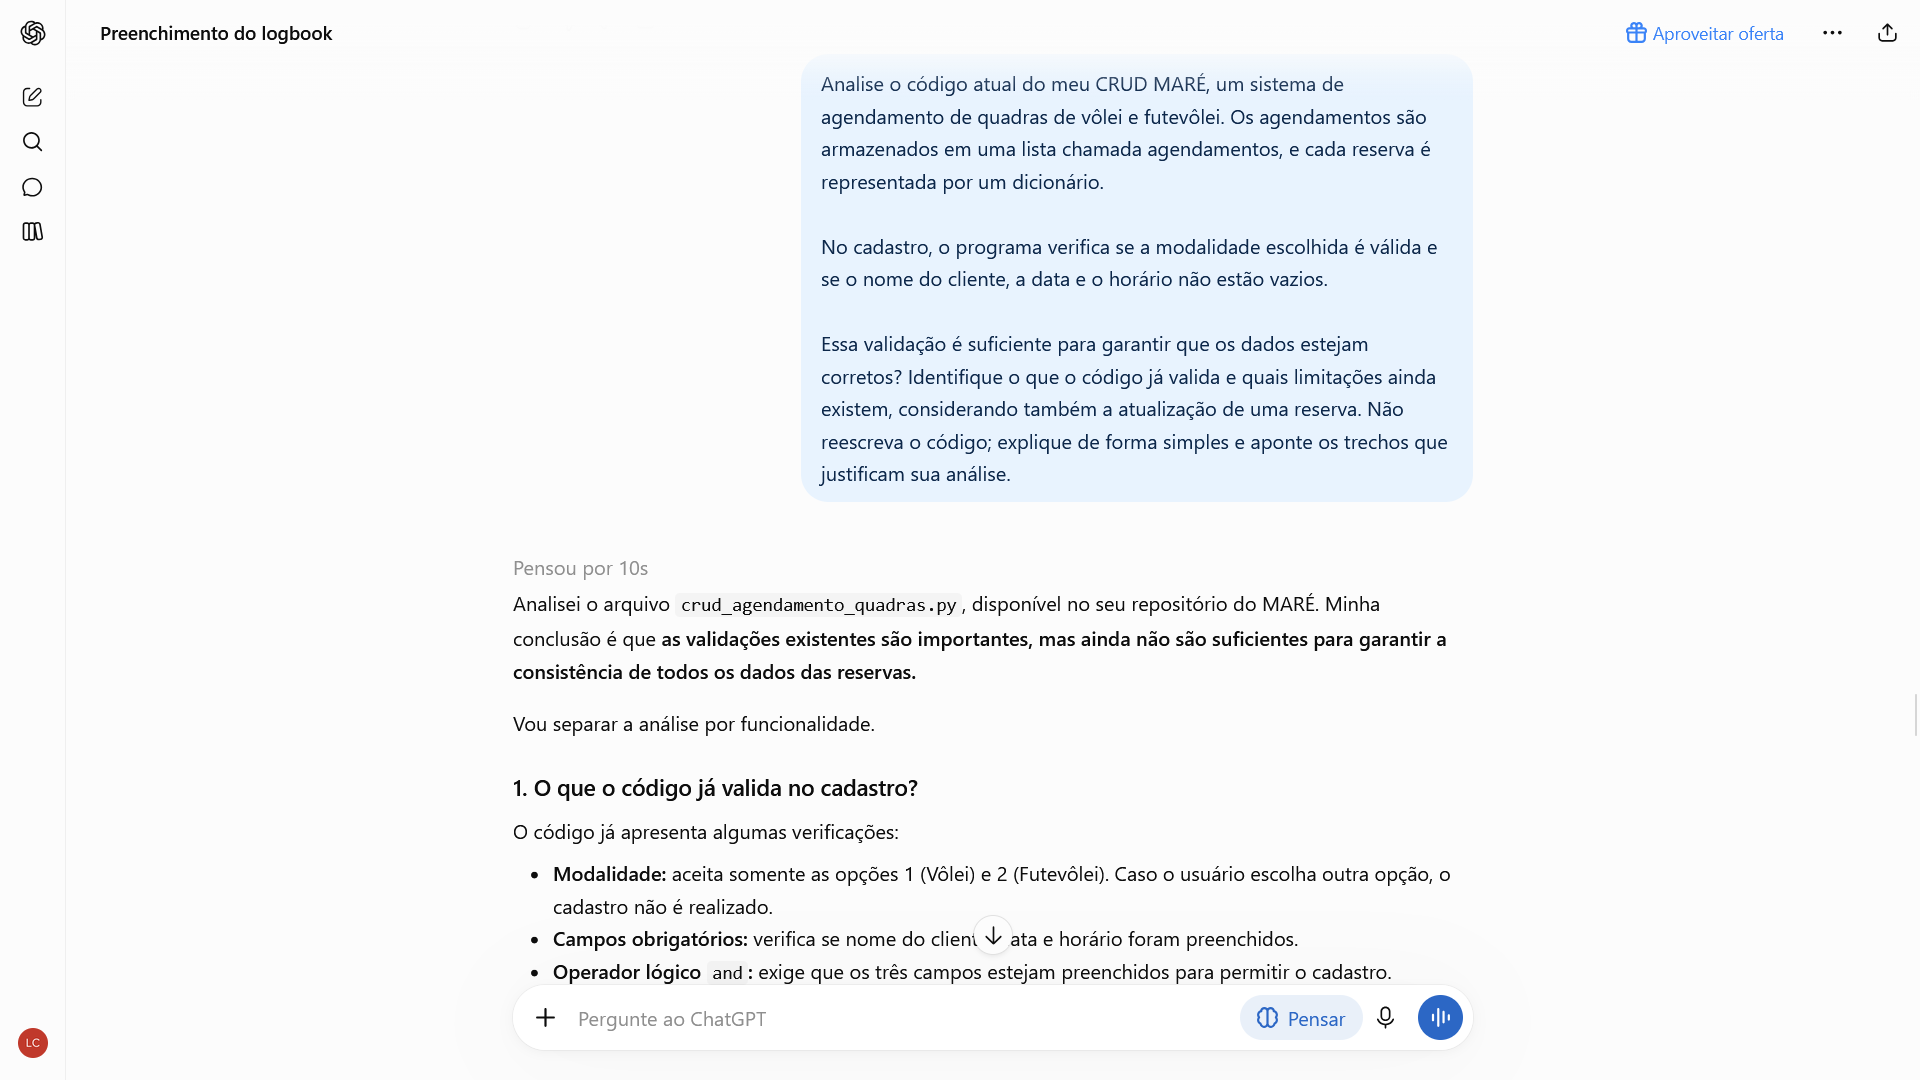 Preenchimento do logbook
Aproveitar oferta
Analise o código atual do meu CRUD MARÉ, um sistema de
agendamento de quadras de vôlei e futevôlei. Os agendamentos são
armazenados em uma lista chamada agendamentos, e cada reserva é
representada por um dicionário.
No cadastro, o programa verifica se a modalidade escolhida é válida e
se o nome do cliente, a data e o horário não estão vazios.
Essa validação é suficiente para garantir que os dados estejam
corretos? Identifique o que o código já valida e quais limitações ainda
existem, considerando também a atualização de uma reserva. Não
reescreva o código; explique de forma simples e aponte os trechos que
justificam sua análise.
Pensou por 10s
Analisei o arquivo crud_agendamento_quadras.py, disponível no seu repositório do MARÉ. Minha
conclusão é que as validações existentes são importantes, mas ainda não são suficientes para garantir a
consistência de todos os dados das reservas.
Vou separar a análise por funcionalidade.
1. O que o código já valida no cadastro?
O código já apresenta algumas verificações:
• Modalidade: aceita somente as opções 1 (Vôlei) e 2 (Futevôlei). Caso o usuário escolha outra opção, o
cadastro não é realizado.
• Campos obrigatórios: verifica se nome do client ata e horário foram preenchidos.
• Operador lógico and: exige que os três campos estejam preenchidos para permitir o cadastro.
Pergunte ao ChatGPT
Pensar
LC